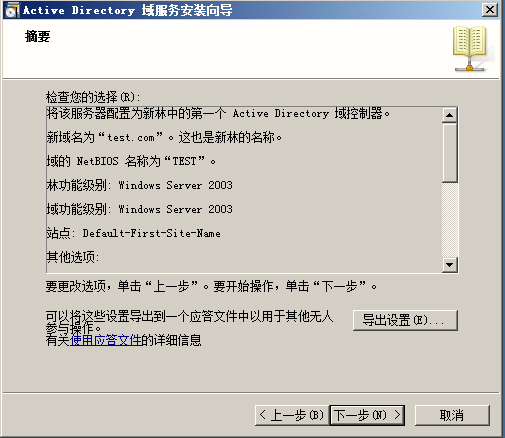 Active Directory 域服务安装向导
摘要
检查您的选择(R):
将该服务器配置为新林中的第一个 Active Directory 域控制器。
新域名为“test.com”。这也是新林的名称。
域的 NetBIOS 名称为“TEST”。
林功能级别: Windows Server 2003
域功能级别: Windows Server 2003
站点: Default-First-Site-Name
其他选项:
要更改选项，单击“上一步”。要开始操作，单击“下一步”。
可以将这些设置导出到一个应答文件中以用于其他无人
参与操作。
有关使用应答文件的详细信息
导出设置(E)...
< 上一步(B)
下一步(N) >
取消